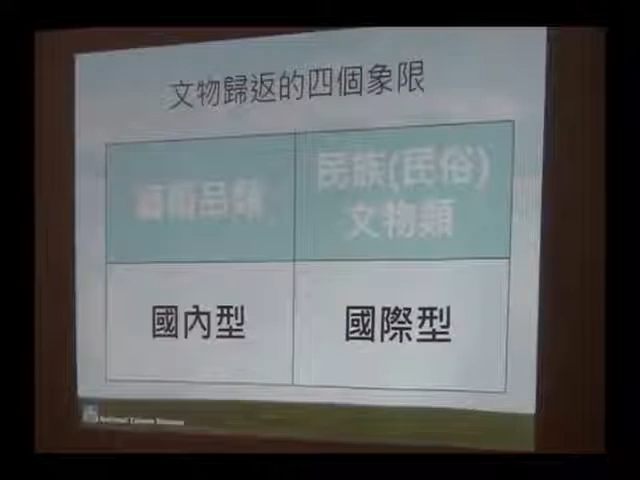 文物歸返的四個象限
民族(民俗)
文物類
國內型
國際型